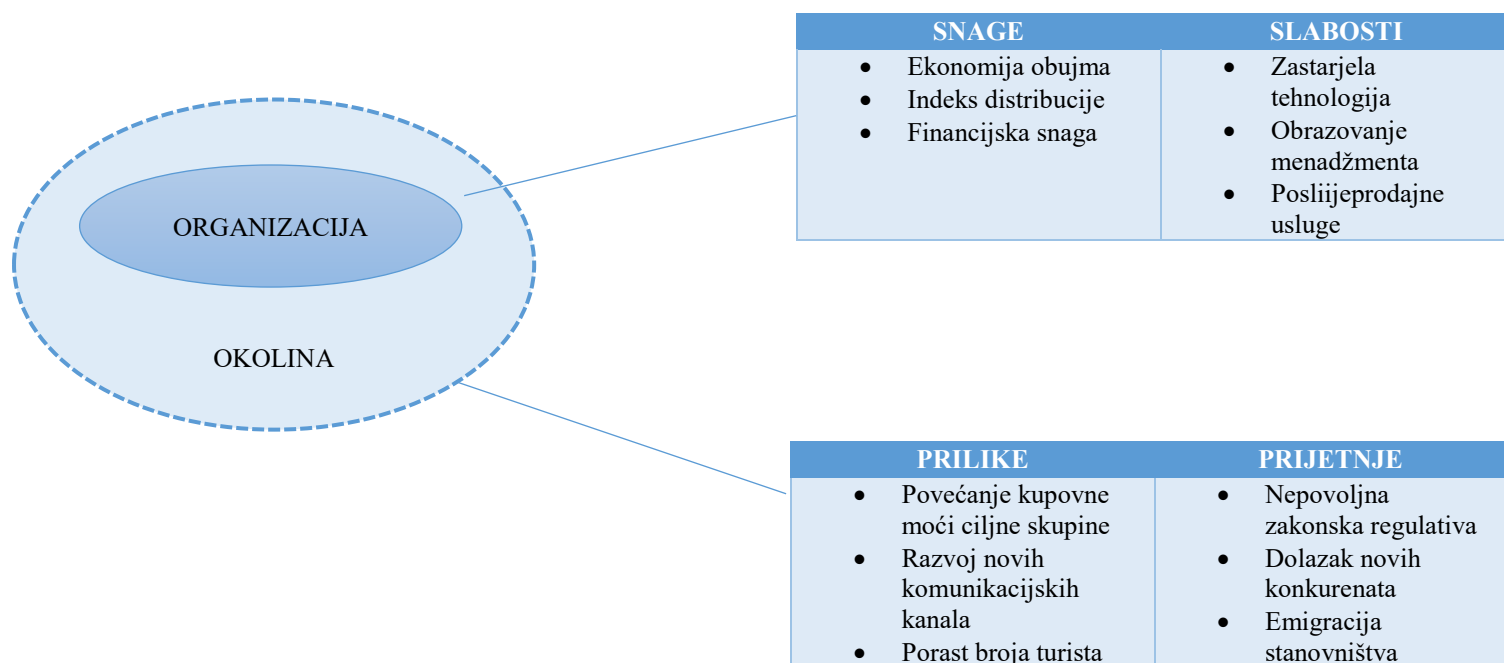 SNAGE SLABOSTI
• Ekonomija obujma
• Indeks distribucije
• Financijska snaga
• Zastarjela
tehnologija
• Obrazovanje
menadžmenta
• Posliijeprodajne
usluge
ORGANIZACIJA
OKOLINA
PRILIKE PRIJETNJE
• Povećanje kupovne
moći ciljne skupine
• Razvoj novih
komunikacijskih
kanala
• Porast broja turista
• Nepovoljna
zakonska regulativa
• Dolazak novih
konkurenata
• Emigracija
stanovništva